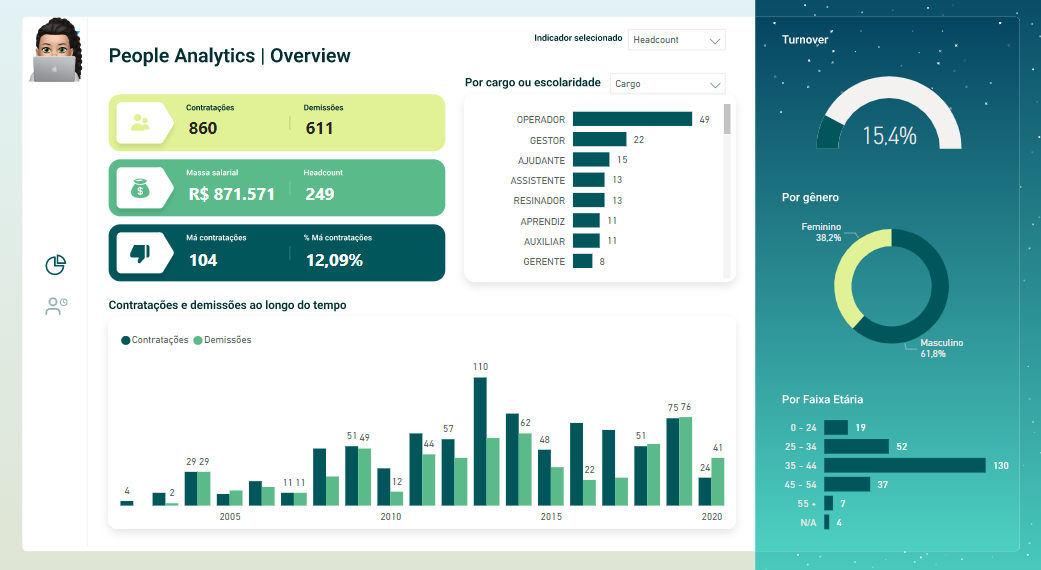 People Analytics | Overview
Indicador selecionado
Headcount
Contratações
860
Demissões
611
Massa salarial
R$ 871.571
Headcount
249
Má contratações
104
% Má contratações
12,09%
Por cargo ou escolaridade
Cargo
OPERADOR 49
GESTOR 22
AJUDANTE 15
ASSISTENTE 13
RESINADOR 13
APRENDIZ 11
AUXILIAR 11
GERENTE 8
Contratações e demissões ao longo do tempo
Contratações Demissões
4
2
29 29
11 11
51 49
12
44
57
110
62
48
22
51
75 76
24
41
2005 2010 2015 2020
Turnover
15,4%
Por gênero
Feminino
38,2%
Masculino
61,8%
Por Faixa Etária
0 - 24 19
25 - 34 52
35 - 44 130
45 - 54 37
55 + 7
N/A 4